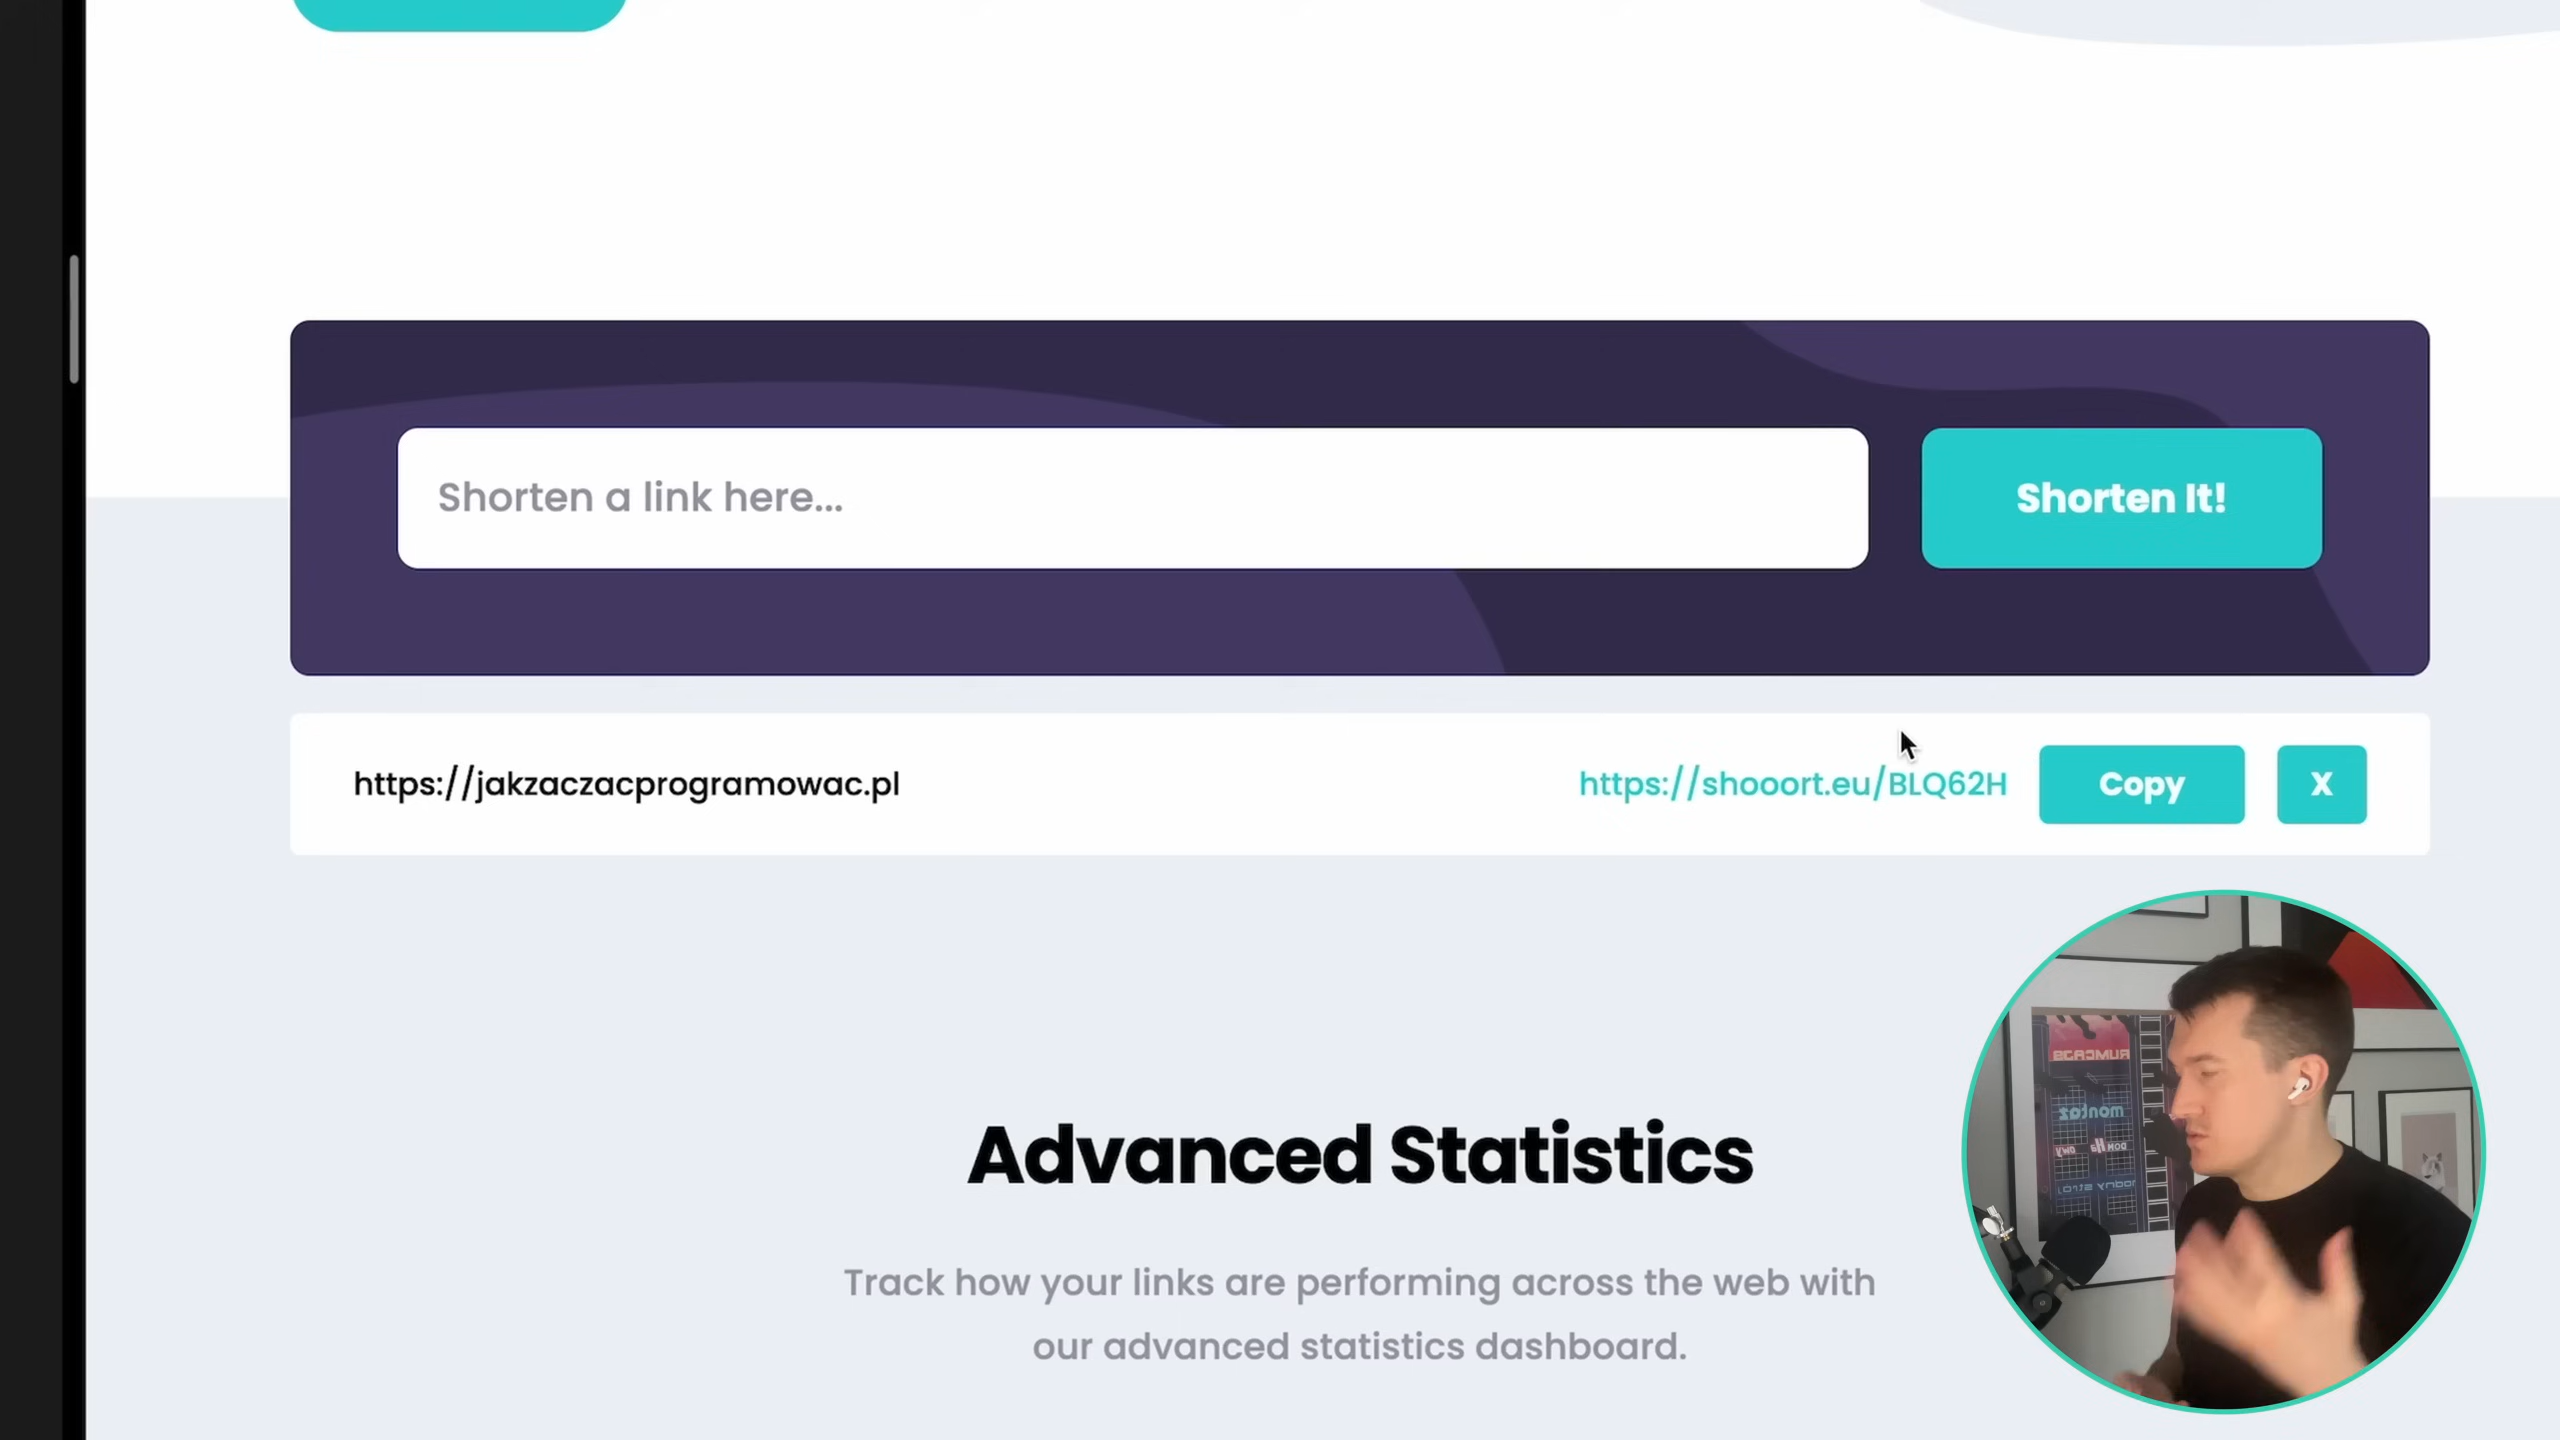 Shorten a link here...
Shorten It!
https://jakzaczacprogramowac.pl
https://shooort.eu/BLQ62H
Copy
X
Advanced Statistics
Track how your links are performing across the web with
our advanced statistics dashboard.